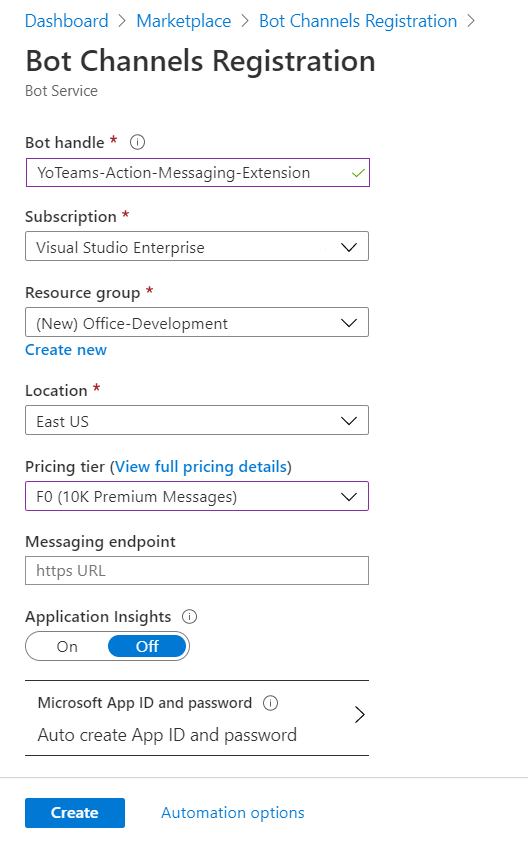 Dashboard > Marketplace > Bot Channels Registration >
Bot Channels Registration
Bot Service
Bot handle *
YoTeams-Action-Messaging-Extension
Subscription *
Visual Studio Enterprise
Resource group *
(New) Office-Development
Create new
Location *
East US
Pricing tier (View full pricing details)
F0 (10K Premium Messages)
Messaging endpoint
https URL
Application Insights
On Off
Microsoft App ID and password
Auto create App ID and password
Create Automation options